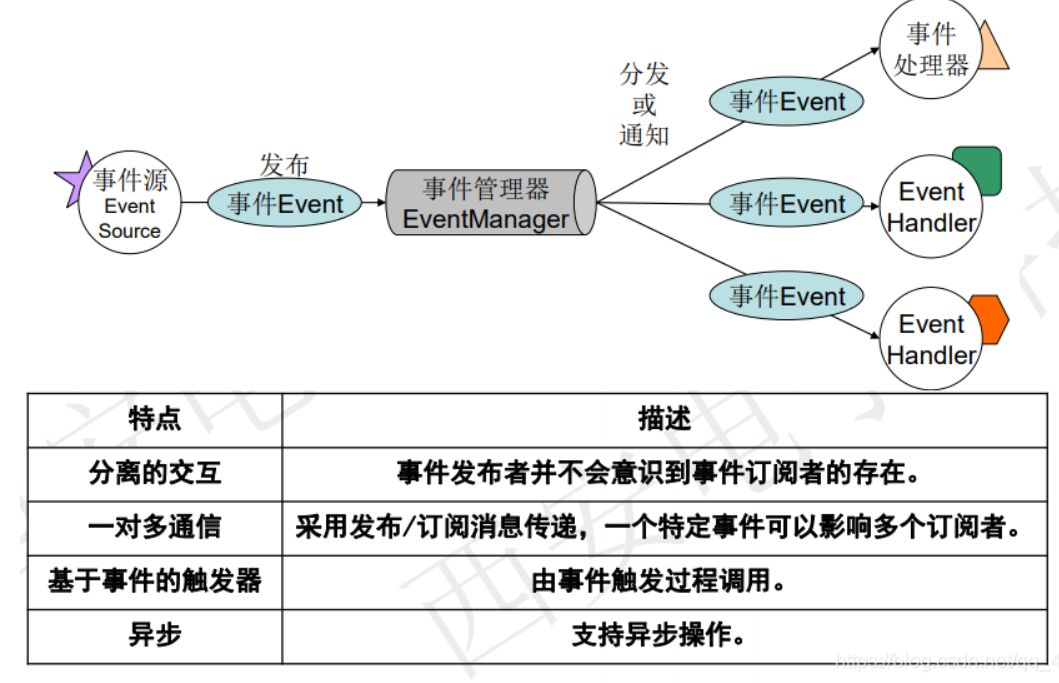 事件
处理器
分发
或
通知
事件Event
事件源
Event
Source
发布
事件Event
事件管理器
EventManager
事件Event
Event
Handler
事件Event
Event
Handler
特点 描述
分离的交互 事件发布者并不会意识到事件订阅者的存在。
一对多通信 采用发布/订阅消息传递，一个特定事件可以影响多个订阅者。
基于事件的触发器 由事件触发过程调用。
异步 支持异步操作。
https://blog.csdn.net/qq_4